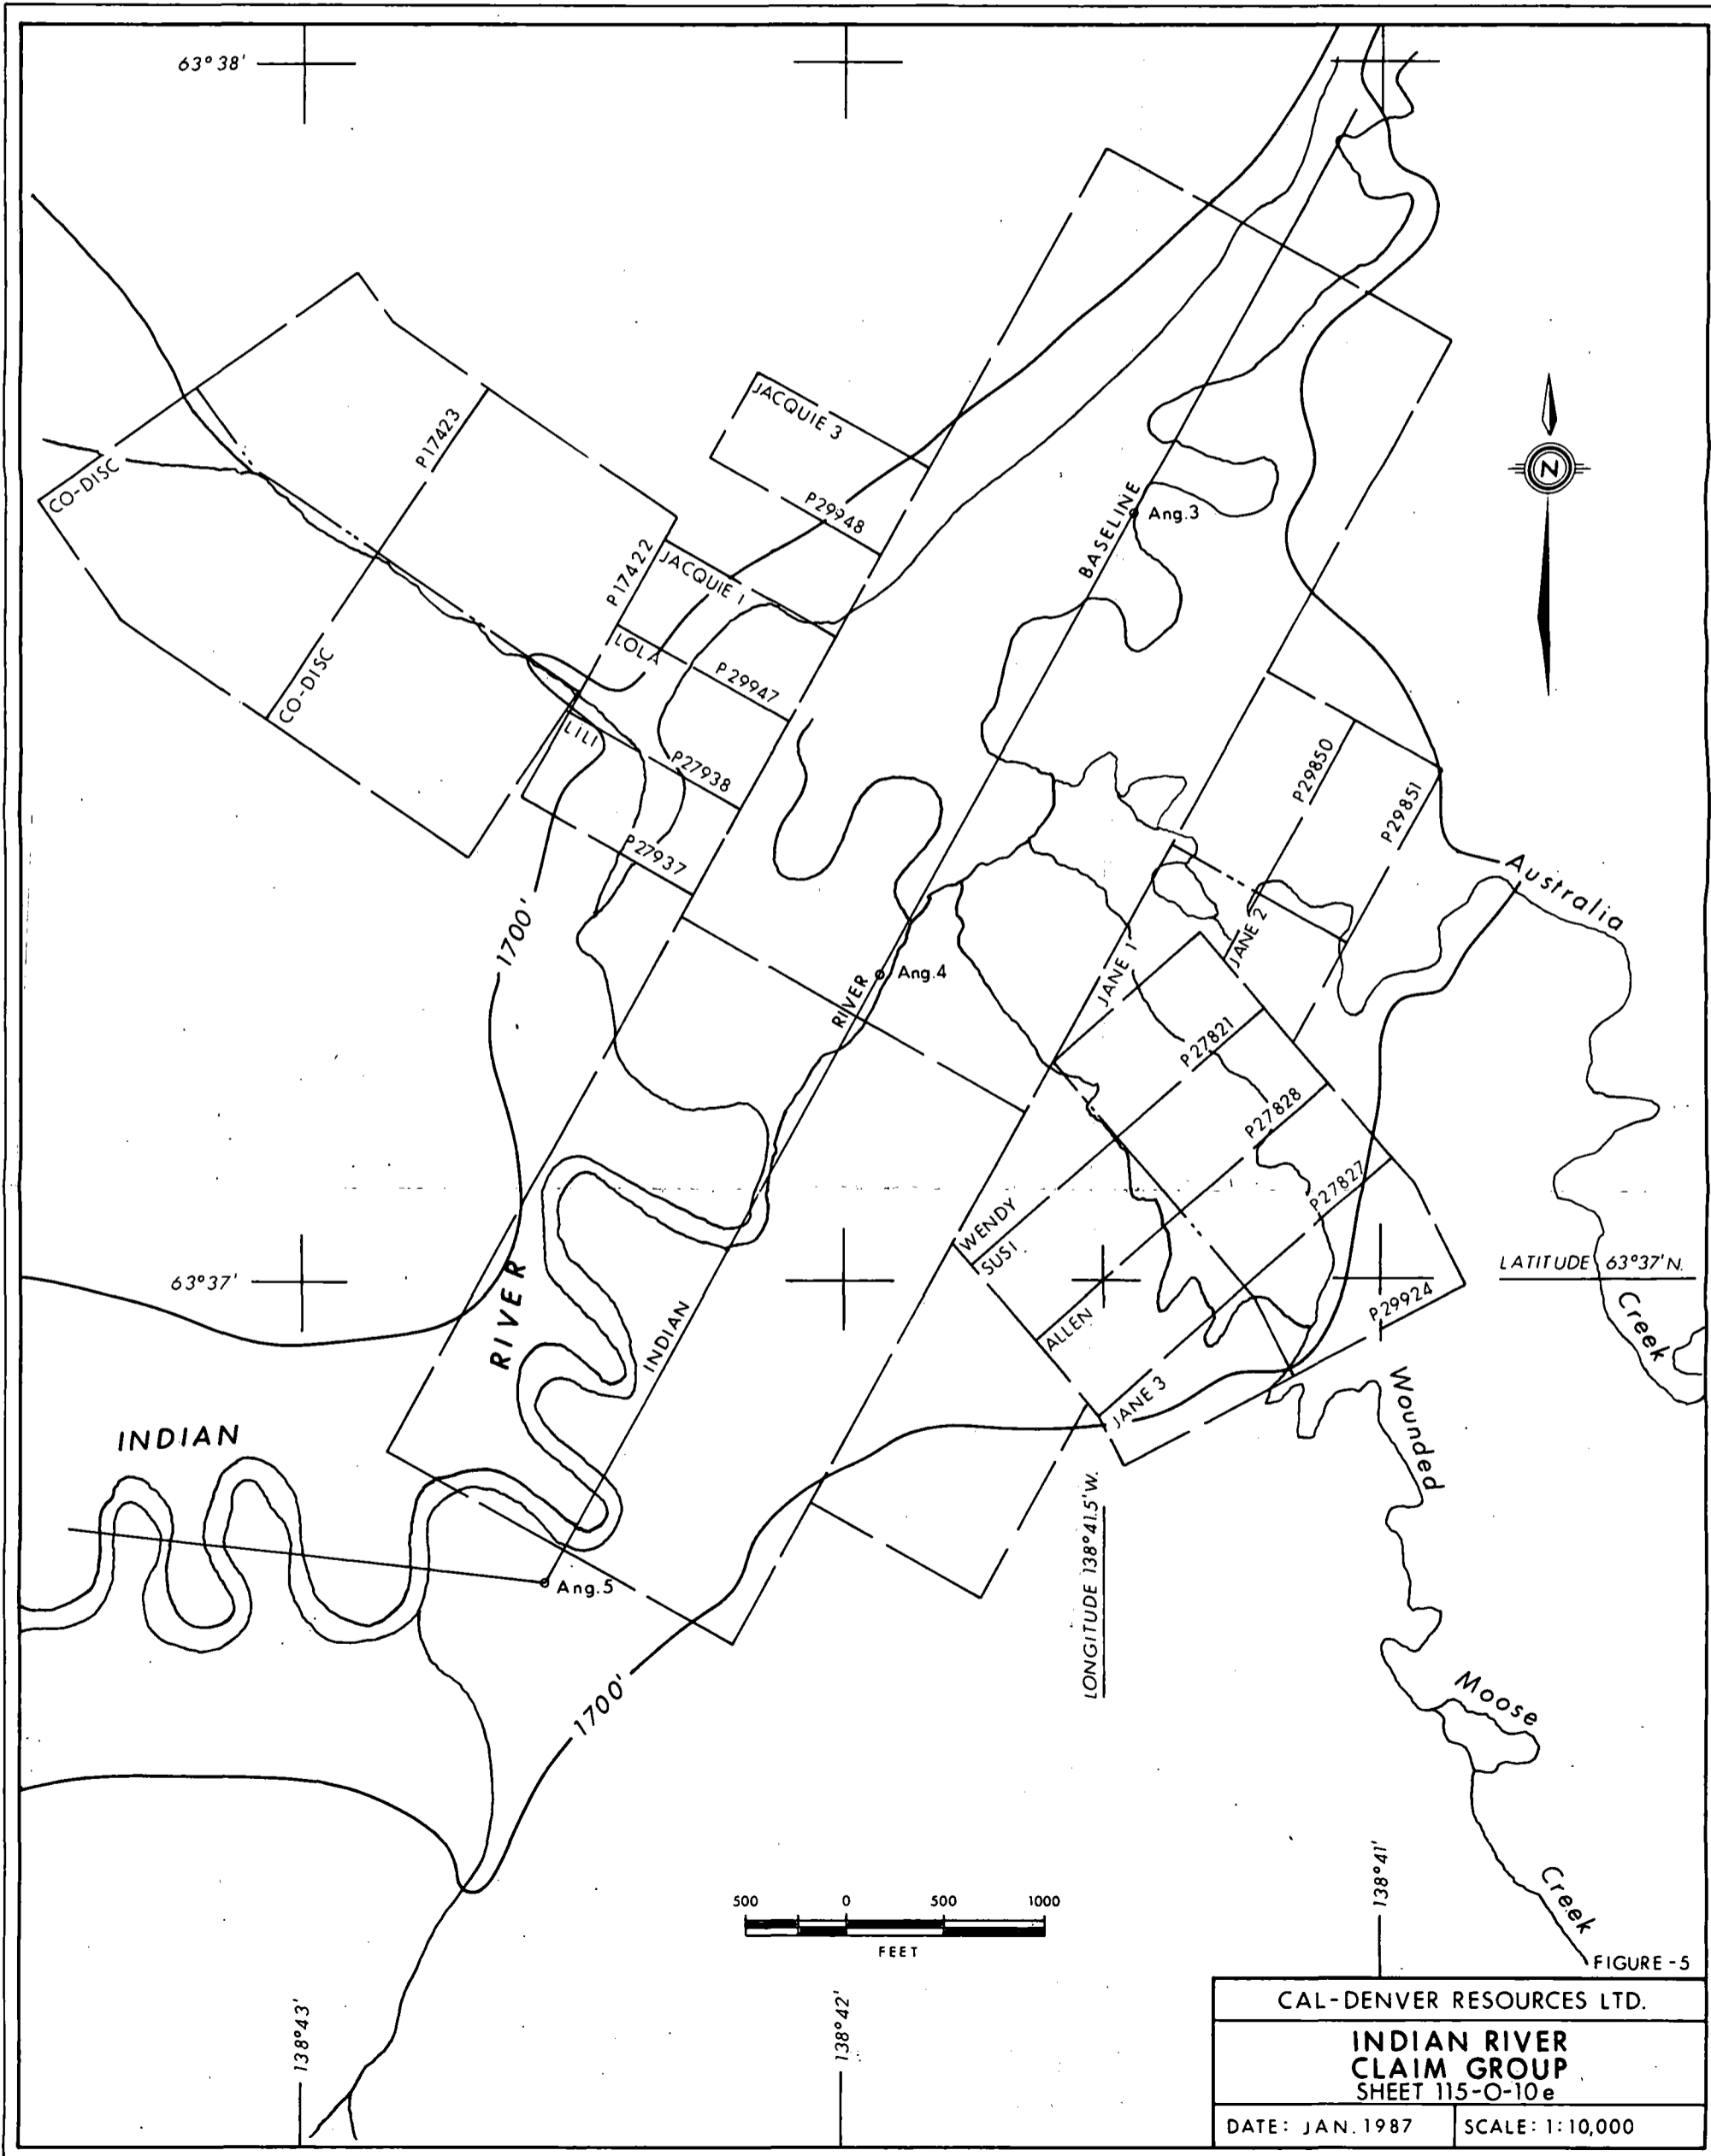 63°38'
JACQUIE 3
P17423
CO-DISC
P29948
BASELINE
Ang.3
N
P17422
JACQUIE 1
LOLA
P29947
CO-DISC
LILI
P27938
P29850
P29851
P27937
Australia
1700'
JANE 2
JANE 1
RIVER
Ang.4
P27821
P27828
P27827
WENDY
SUSI
LATITUDE 63°37'N.
63°37'
RIVER
INDIAN
ALLEN
P29924
Creek
JANE 3
Wounded
INDIAN
LONGITUDE 138°41.5'W.
Ang.5
1700'
Moose
138°41'
Creek
500 0 500 1000
FEET
FIGURE-5
138°43'
138°42'
CAL-DENVER RESOURCES LTD.
INDIAN RIVER
CLAIM GROUP
SHEET 115-O-10e
DATE: JAN. 1987
SCALE: 1:10,000